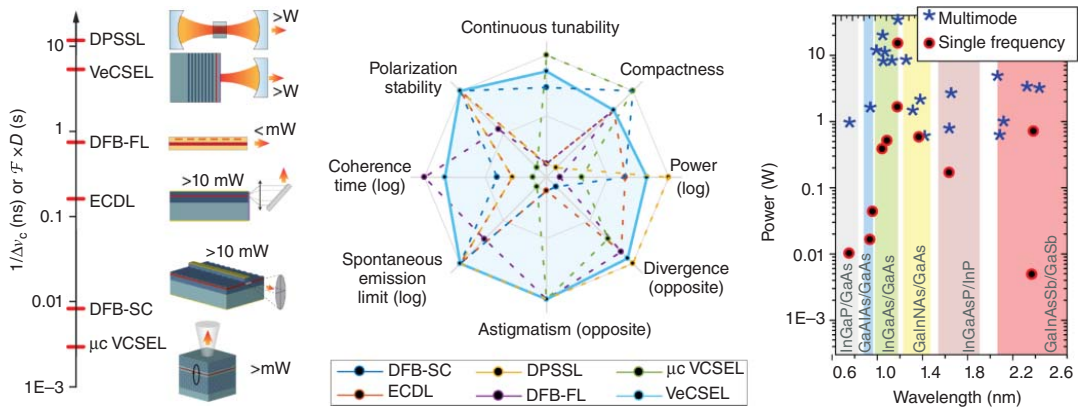 1/Δνc (ns) or ℱ × D (s)
10
1
0.1
0.01
1E−3
DPSSL
VeCSEL
DFB-FL
ECDL
DFB-SC
μc VCSEL
>W
>W
<mW
>10 mW
>10 mW
>mW
Continuous tunability
Polarization
stability
Compactness
Coherence
time (log)
Power
(log)
Spontaneous
emission
limit (log)
Divergence
(opposite)
Astigmatism (opposite)
DFB-SC
DPSSL
μc VCSEL
ECDL
DFB-FL
VeCSEL
Multimode
Single frequency
Power (W)
10
1
0.1
0.01
1E−3
InGaP/GaAs
GaAlAs/GaAs
InGaAs/GaAs
GaInNAs/GaAs
InGaAsP/InP
GaInAsSb/GaSb
0.6 1.0 1.4 1.8 2.2 2.6
Wavelength (nm)